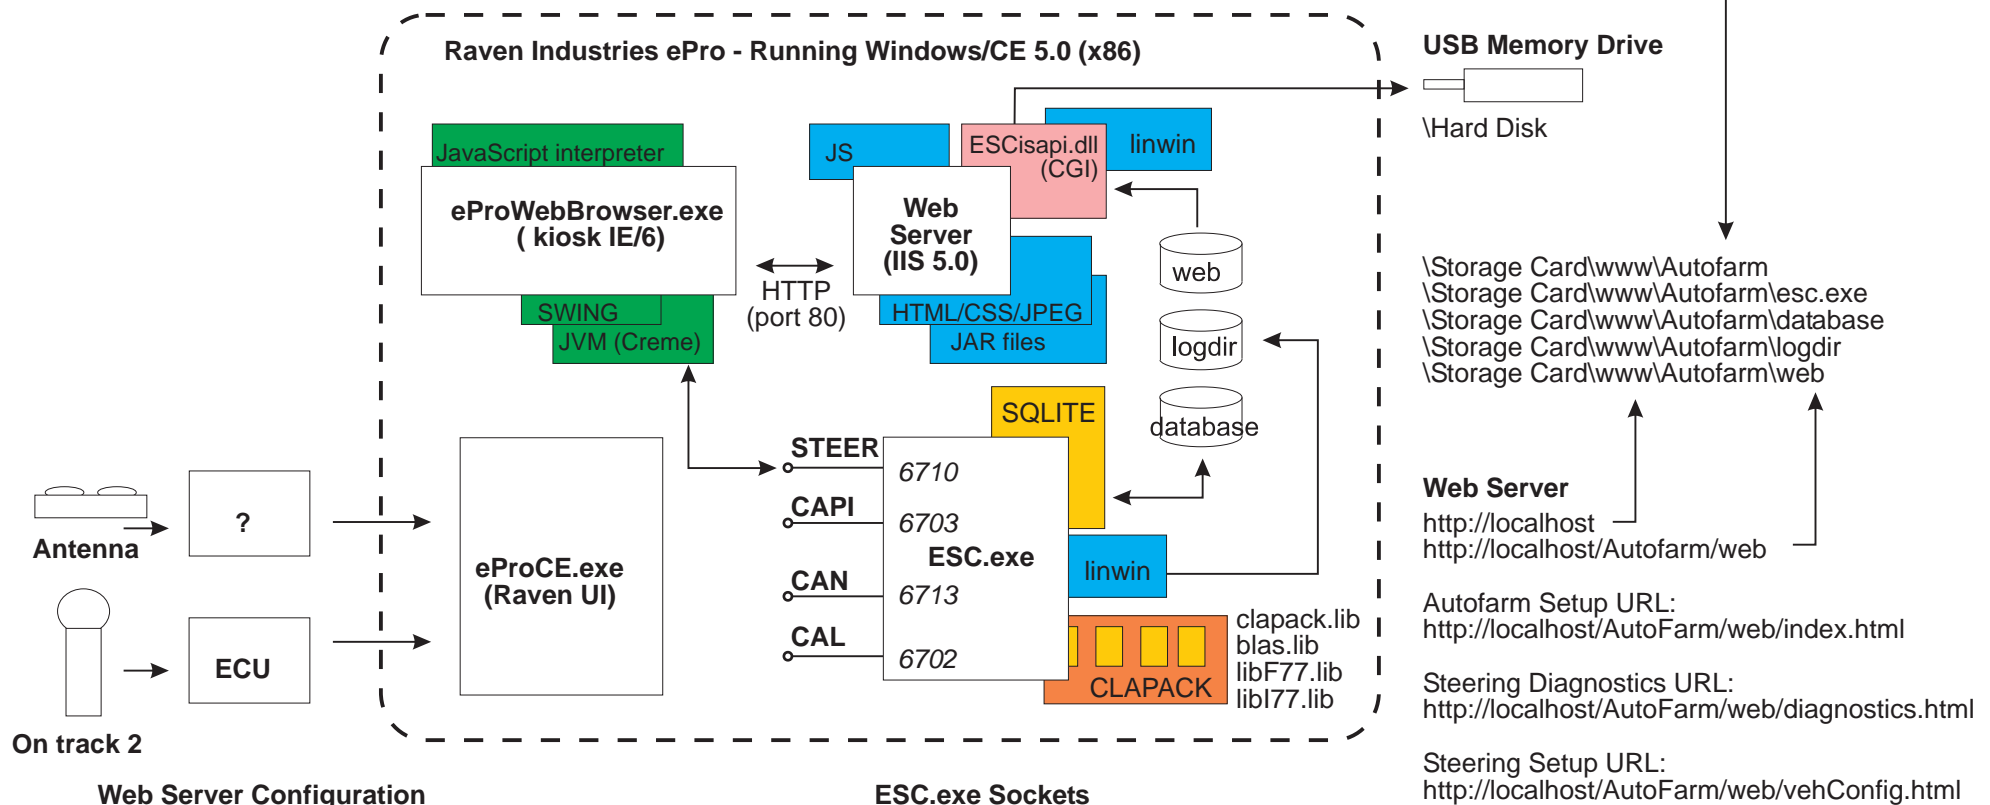 Raven Industries ePro - Running Windows/CE 5.0 (x86)
JavaScript interpreter
eProWebBrowser.exe
( kiosk IE/6)
SWING
JVM (Creme)
HTTP
(port 80)
JS
Web
Server
(IIS 5.0)
ESCisapi.dll
(CGI)
linwin
HTML/CSS/JPEG
JAR files
web
logdir
database
SQLITE
STEER
6710
CAPI
6703
ESC.exe
CAN
6713
CAL
6702
linwin
CLAPACK
clapack.lib
blas.lib
libF77.lib
libI77.lib
eProCE.exe
(Raven UI)
Antenna
?
ECU
On track 2
USB Memory Drive
\Hard Disk
\Storage Card\www\Autofarm
\Storage Card\www\Autofarm\esc.exe
\Storage Card\www\Autofarm\database
\Storage Card\www\Autofarm\logdir
\Storage Card\www\Autofarm\web
Web Server
http://localhost
http://localhost/Autofarm/web
Autofarm Setup URL:
http://localhost/AutoFarm/web/index.html
Steering Diagnostics URL:
http://localhost/AutoFarm/web/diagnostics.html
Steering Setup URL:
http://localhost/AutoFarm/web/vehConfig.html
Web Server Configuration
ESC.exe Sockets